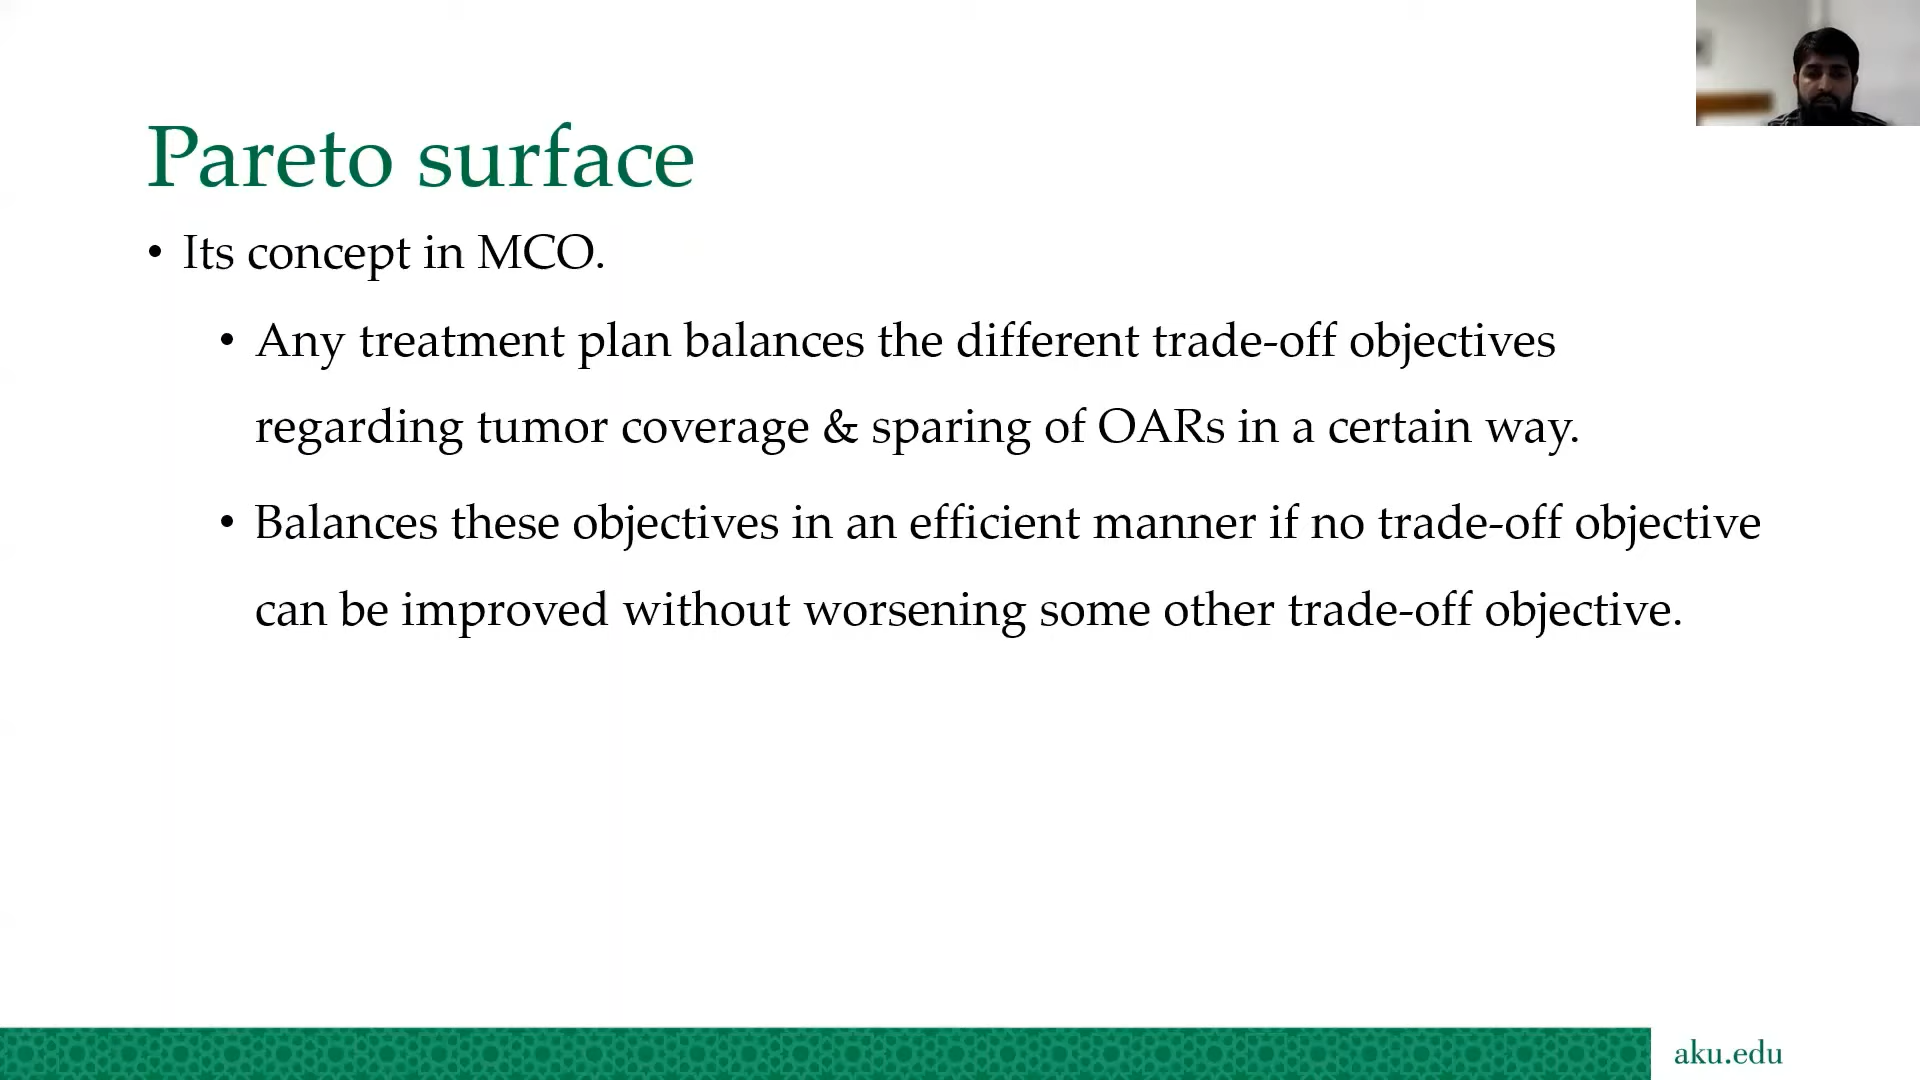 Pareto surface
• Its concept in MCO.
• Any treatment plan balances the different trade-off objectives
regarding tumor coverage & sparing of OARs in a certain way.
• Balances these objectives in an efficient manner if no trade-off objective
can be improved without worsening some other trade-off objective.
aku.edu